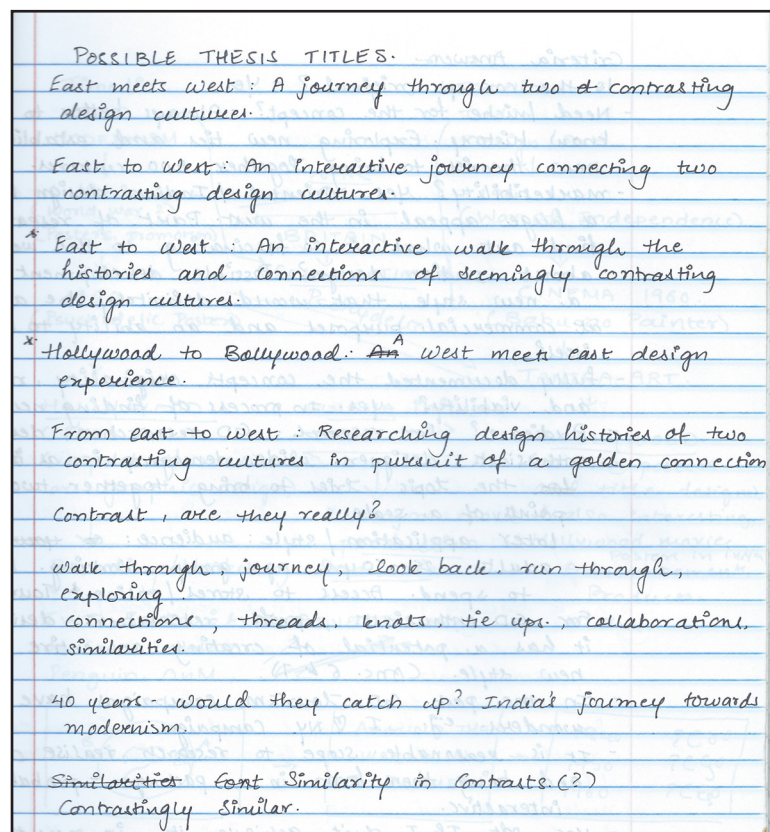 POSSIBLE THESIS TITLES.
East meets west : A journey through two contrasting
design cultures.
East to west : An interactive journey connecting two
contrasting design cultures.
* East to west : An interactive walk through the
histories and connections of seemingly contrasting
design cultures.
* Hollywood to Bollywood : An A west meets east design
experience.
From east to west : Researching design histories of two
contrasting cultures in pursuit of a golden connection
Contrast , are they really?
walk through, journey, look back. run through,
exploring.
connections, threads, knots, tie ups., collaborations,
similarities.
40 years - would they catch up? India's journey towards
modernism.
Similarities Cont Similarity in Contrasts.(?)
Contrastingly Similar.